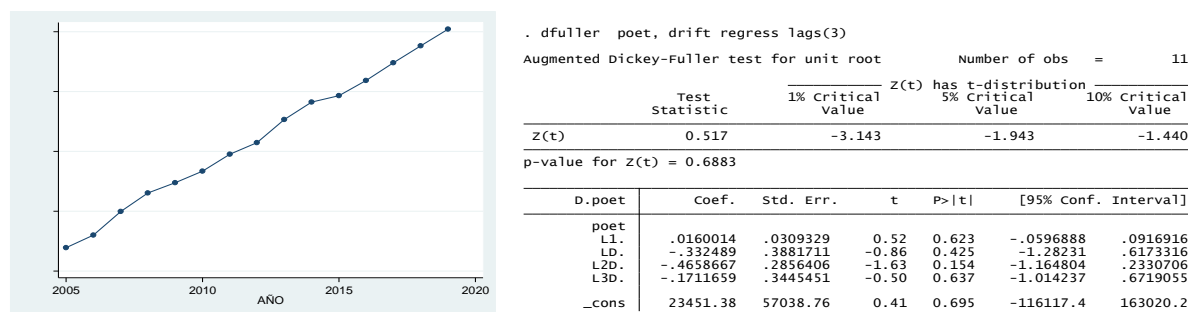 2005 2010 2015 2020
AÑO
. dfuller poet, drift regress lags(3)
Augmented Dickey-Fuller test for unit root Number of obs = 11
Z(t) has t-distribution
Test 1% Critical 5% Critical 10% Critical
Statistic Value Value Value
Z(t) 0.517 -3.143 -1.943 -1.440
p-value for Z(t) = 0.6883
D.poet Coef. Std. Err. t P>|t| [95% Conf. Interval]
poet
L1. .0160014 .0309329 0.52 0.623 -.0596888 .0916916
LD. -.332489 .3881711 -0.86 0.425 -1.28231 .6173316
L2D. -.4658667 .2856406 -1.63 0.154 -1.164804 .2330706
L3D. -.1711659 .3445451 -0.50 0.637 -1.014237 .6719055
_cons 23451.38 57038.76 0.41 0.695 -116117.4 163020.2